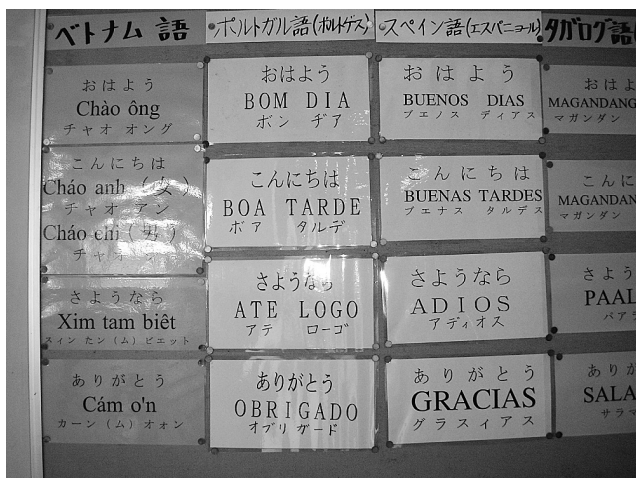 ベトナム 語
おはよう
Chào ông
チャオ オング
こんにちは
Cháo anh (女)
チャオ アン
Cháo chi (男)
チャオ
さようなら
Xim tam biêt
スィン たン (ム) ビエット
ありがとう
Cám o'n
カーン (ム) オォン
ポルトガル語(ポルトゲス)
おはよう
BOM DIA
ボン ヂア
こんにちは
BOA TARDE
ボア タルデ
さようなら
ATE LOGO
アテ ローゴ
ありがとう
OBRIGADO
オブリガード
スペイン語(エスパニョール)
おはよう
BUENOS DIAS
ブエノス ディアス
こんにちは
BUENAS TARDES
ブエナス タルデス
さようなら
ADIOS
アディオス
ありがとう
GRACIAS
グラスィアス
タガログ語
おはよ
MAGANDANG
マガンダン
こんに
MAGANDAN
マガンダン
さよう
PAAL
パア
ありが
SALA
サラマ